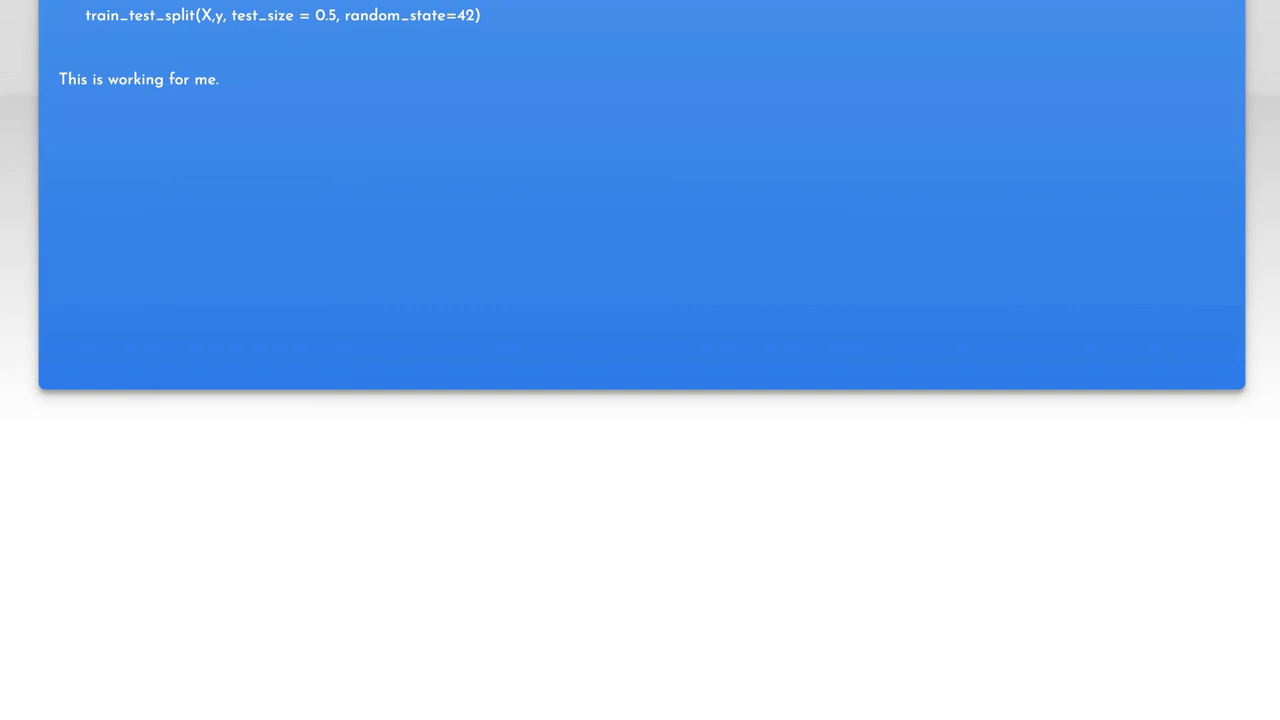 train_test_split(X,y, test_size = 0.5, random_state=42)
This is working for me.